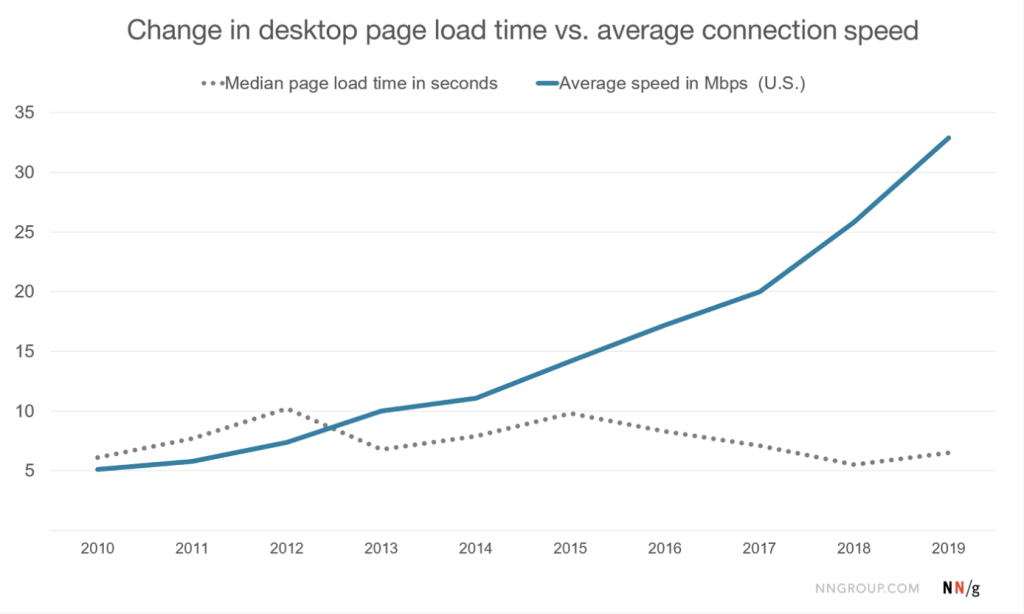 Change in desktop page load time vs. average connection speed
Median page load time in seconds Average speed in Mbps (U.S.)
35
30
25
20
15
10
5
2010 2011 2012 2013 2014 2015 2016 2017 2018 2019
NNGROUP.COM NN/g